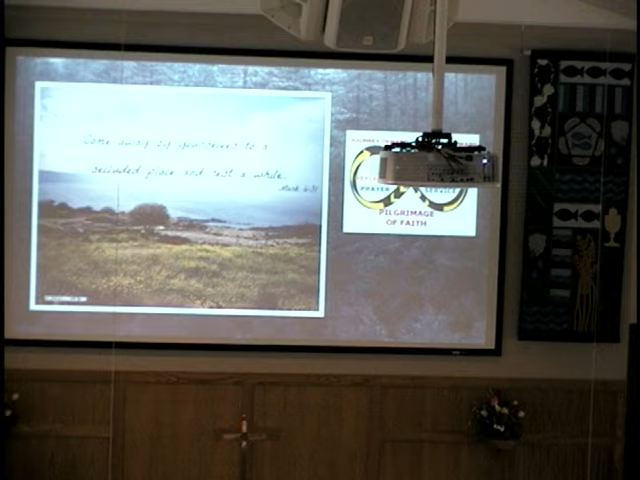 Come away by yourselves to a
secluded place and rest a while.
Mark 6:31
PRAYER SERVICE
PILGRIMAGE
OF FAITH